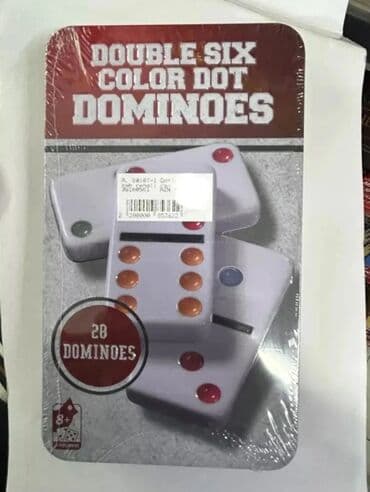 DOUBLE SIX
COLOR DOT
DOMINOES
28
DOMINOES
8+